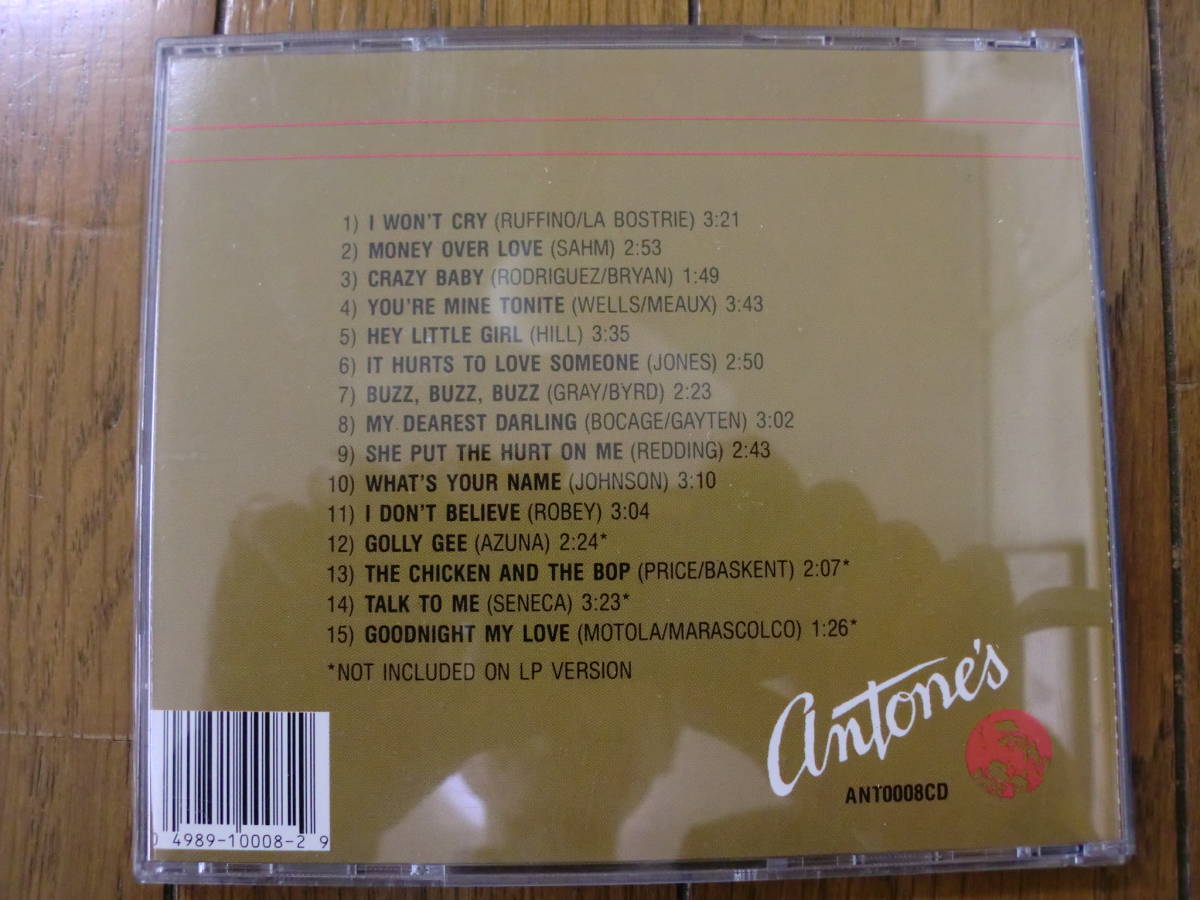 1) I WON'T CRY (RUFFINO/LA BOSTRIE) 3:21
2) MONEY OVER LOVE (SAHM) 2:53
3) CRAZY BABY (RODRIGUEZ/BRYAN) 1:49
4) YOU'RE MINE TONITE (WELLS/MEAUX) 3:43
5) HEY LITTLE GIRL (HILL) 3:35
6) IT HURTS TO LOVE SOMEONE (JONES) 2:50
7) BUZZ, BUZZ, BUZZ (GRAY/BYRD) 2:23
8) MY DEAREST DARLING (BOCAGE/GAYTEN) 3:02
9) SHE PUT THE HURT ON ME (REDDING) 2:43
10) WHAT'S YOUR NAME (JOHNSON) 3:10
11) I DON'T BELIEVE (ROBEY) 3:04
12) GOLLY GEE (AZUNA) 2:24*
13) THE CHICKEN AND THE BOP (PRICE/BASKENT) 2:07*
14) TALK TO ME (SENECA) 3:23*
15) GOODNIGHT MY LOVE (MOTOLA/MARASCOLCO) 1:26*
*NOT INCLUDED ON LP VERSION
Antone's
ANT0008CD
0 4989-10008-2 9